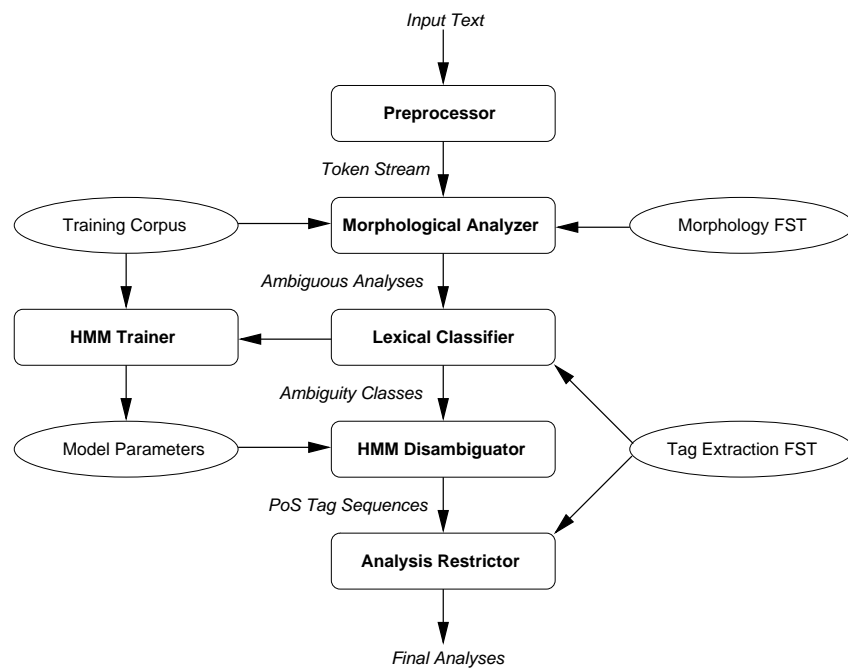 Input Text
Preprocessor
Token Stream
Training Corpus
Morphological Analyzer
Morphology FST
Ambiguous Analyses
HMM Trainer
Lexical Classifier
Ambiguity Classes
Model Parameters
HMM Disambiguator
Tag Extraction FST
PoS Tag Sequences
Analysis Restrictor
Final Analyses